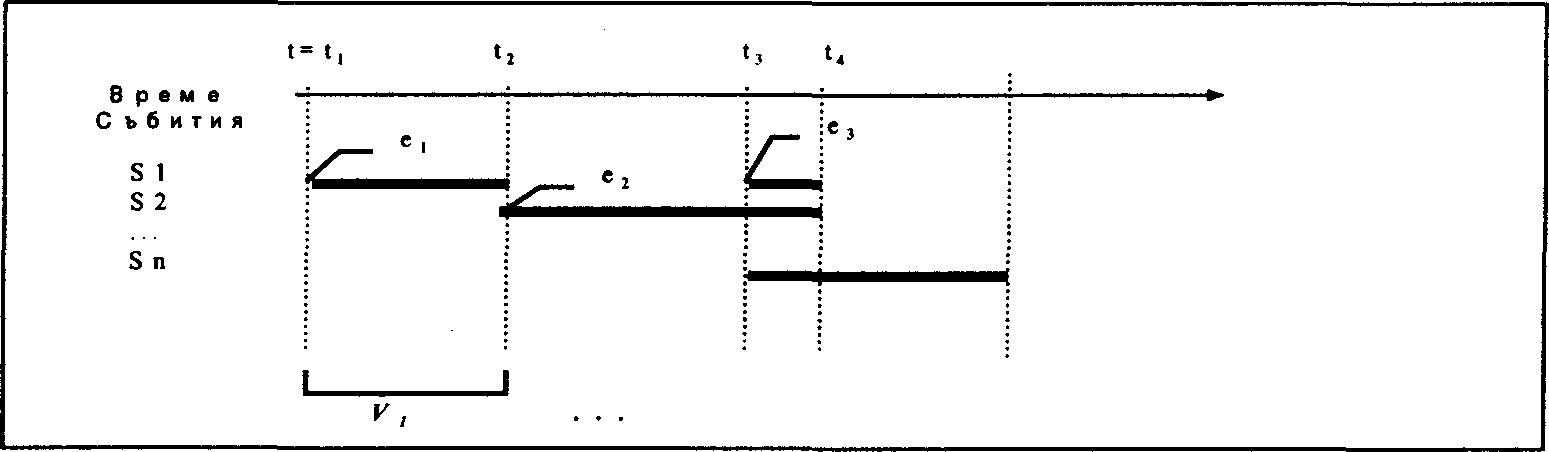 t = t₁ t₂ t₃ t₄
Време
Събития
e₁ e₃
S 1
e₂
S 2
...
S n
V₁ ...